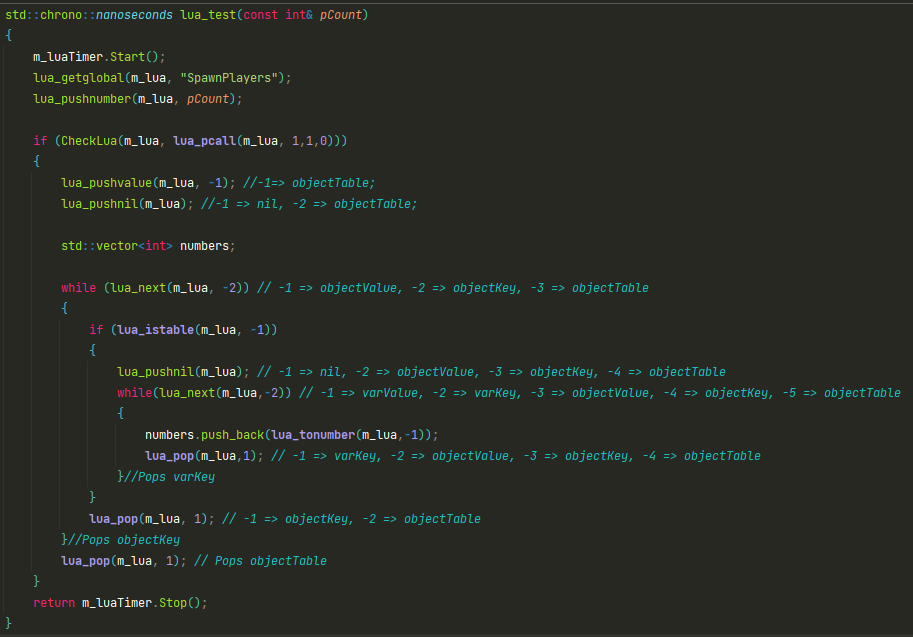 std::chrono::nanoseconds lua_test(const int& pCount)
{
    m_luaTimer.Start();
    lua_getglobal(m_lua, "SpawnPlayers");
    lua_pushnumber(m_lua, pCount);

    if (CheckLua(m_lua, lua_pcall(m_lua, 1,1,0)))
    {
        lua_pushvalue(m_lua, -1); //-1=> objectTable;
        lua_pushnil(m_lua); //-1 => nil, -2 => objectTable;

        std::vector<int> numbers;

        while (lua_next(m_lua, -2)) // -1 => objectValue, -2 => objectKey, -3 => objectTable
        {
            if (lua_istable(m_lua, -1))
            {
                lua_pushnil(m_lua); // -1 => nil, -2 => objectValue, -3 => objectKey, -4 => objectTable
                while(lua_next(m_lua,-2)) // -1 => varValue, -2 => varKey, -3 => objectValue, -4 => objectKey, -5 => objectTable
                {
                    numbers.push_back(lua_tonumber(m_lua,-1));
                    lua_pop(m_lua,1); // -1 => varKey, -2 => objectValue, -3 => objectKey, -4 => objectTable
                }//Pops varKey
            }
            lua_pop(m_lua, 1); // -1 => objectKey, -2 => objectTable
        }//Pops objectKey
        lua_pop(m_lua, 1); // Pops objectTable
    }
    return m_luaTimer.Stop();
}